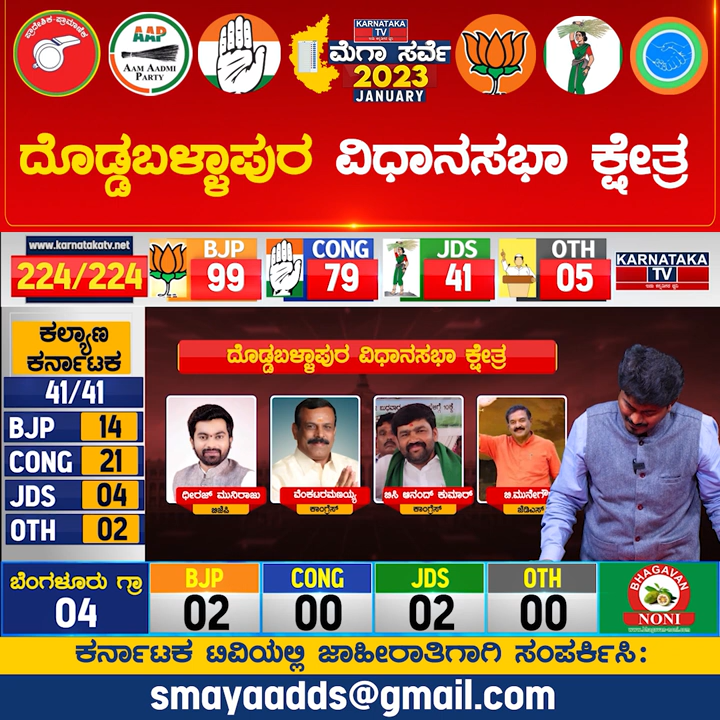 ಪ್ರಾದೇಶಿಕ-ಪ್ರಾಮಾಣಿಕ
AAP
AAM AADMI
PARTY
KARNATAKA
TV
ಮೆಗಾ ಸರ್ವೆ
2023
JANUARY
ದೊಡ್ಡಬಳ್ಳಾಪುರ ವಿಧಾನಸಭಾ ಕ್ಷೇತ್ರ
www.karnatakatv.net
224/224
BJP
99
CONG
79
JDS
41
OTH
05
KARNATAKA
TV
ಕಲ್ಯಾಣ
ಕರ್ನಾಟಕ
41/41
BJP 14
CONG 21
JDS 04
OTH 02
ದೊಡ್ಡಬಳ್ಳಾಪುರ ವಿಧಾನಸಭಾ ಕ್ಷೇತ್ರ
ಧೀರಜ್ ಮುನಿರಾಜು
ಬಿಜೆಪಿ
ವೆಂಕಟರಮಣಯ್ಯ
ಕಾಂಗ್ರೆಸ್
ಬಿಸಿ ಆನಂದ್ ಕುಮಾರ್
ಕಾಂಗ್ರೆಸ್
ಬಿ.ಮುನೇಗೌ
ಜೆಡಿಎಸ್
ಬೆಂಗಳೂರು ಗ್ರಾ
04
BJP
02
CONG
00
JDS
02
OTH
00
BHAGAVAN
NONI
ಕರ್ನಾಟಕ ಟಿವಿಯಲ್ಲಿ ಜಾಹೀರಾತಿಗಾಗಿ ಸಂಪರ್ಕಿಸಿ:
smayaadds@gmail.com